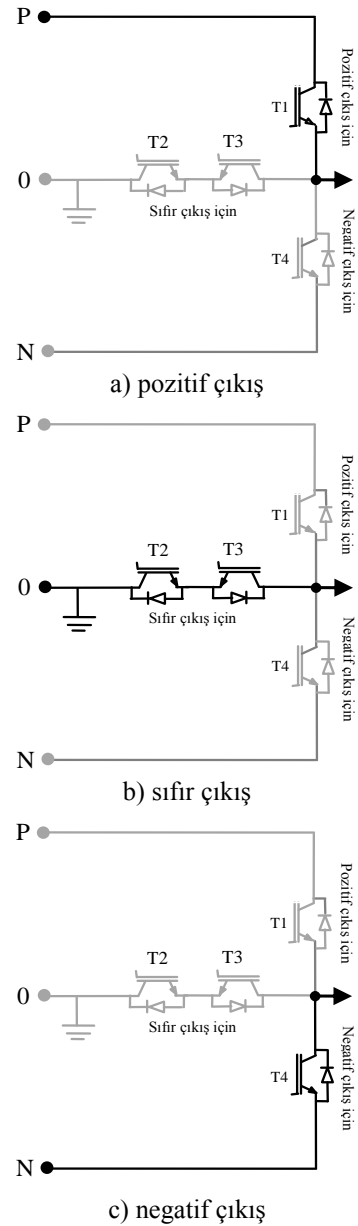 P
Pozitif çıkış için
T1
T2 T3
0
Sıfır çıkış için
Negatif çıkış için
T4
N
a) pozitif çıkış
P
Pozitif çıkış için
T1
T2 T3
0
Sıfır çıkış için
Negatif çıkış için
T4
N
b) sıfır çıkış
P
Pozitif çıkış için
T1
T2 T3
0
Sıfır çıkış için
Negatif çıkış için
T4
N
c) negatif çıkış